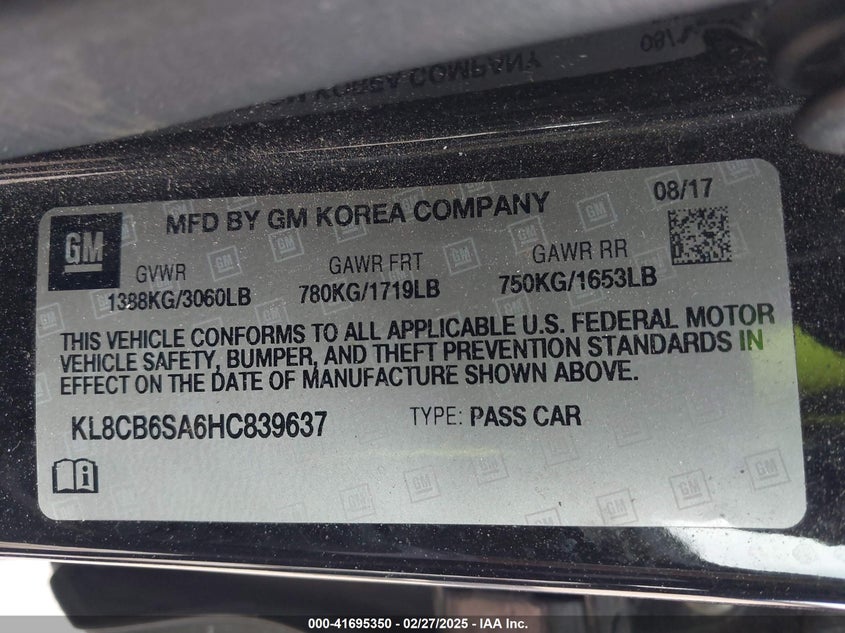 08/17
MFD BY GM KOREA COMPANY
GM
GVWR
1388KG/3060LB
GAWR FRT
780KG/1719LB
GAWR RR
750KG/1653LB
THIS VEHICLE CONFORMS TO ALL APPLICABLE U.S. FEDERAL MOTOR
VEHICLE SAFETY, BUMPER, AND THEFT PREVENTION STANDARDS IN
EFFECT ON THE DATE OF MANUFACTURE SHOWN ABOVE.
KL8CB6SA6HC839637
TYPE: PASS CAR
000-41695350 - 02/27/2025 - IAA Inc.